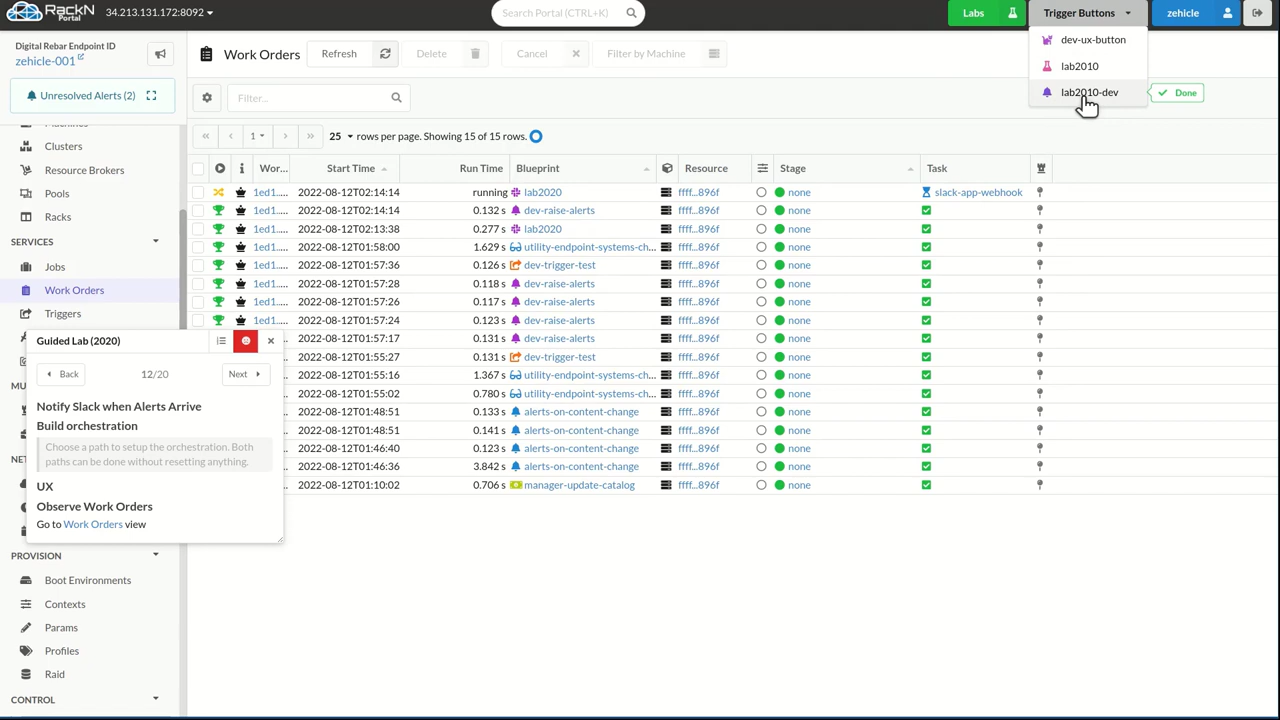 RACKN
Portal
34.213.131.172:8092
Search Portal (CTRL+K)
Labs
Trigger Buttons
zehicle
dev-ux-button
lab2010
lab2010-dev
Done
Digital Rebar Endpoint ID
zehicle-001
Unresolved Alerts (2)
Machines
Clusters
Resource Brokers
Pools
Racks
SERVICES
Jobs
Work Orders
Triggers
MU
NET
PROVISION
Boot Environments
Contexts
Params
Profiles
Raid
CONTROL
Guided Lab (2020)
Back
12/20
Next
Notify Slack when Alerts Arrive
Build orchestration
Choose a path to setup the orchestration. Both
paths can be done without resetting anything.
UX
Observe Work Orders
Go to Work Orders view
Work Orders
Refresh
Delete
Cancel
Filter by Machine
Filter...
1
25 rows per page. Showing 15 of 15 rows.
Wor... Start Time Run Time Blueprint Resource Stage Task
1ed1.... 2022-08-12T02:14:14 running lab2020 ffff...896f none slack-app-webhook
1ed1.... 2022-08-12T02:14:14 0.132 s dev-raise-alerts ffff...896f none
1ed1.... 2022-08-12T02:13:38 0.277 s lab2020 ffff...896f none
1ed1.... 2022-08-12T01:58:00 1.629 s utility-endpoint-systems-ch... ffff...896f none
1ed1.... 2022-08-12T01:57:36 0.126 s dev-trigger-test ffff...896f none
1ed1.... 2022-08-12T01:57:28 0.118 s dev-raise-alerts ffff...896f none
1ed1.... 2022-08-12T01:57:26 0.117 s dev-raise-alerts ffff...896f none
1ed1.... 2022-08-12T01:57:24 0.123 s dev-raise-alerts ffff...896f none
... 2022-08-12T01:57:17 0.131 s dev-raise-alerts ffff...896f none
... 2022-08-12T01:55:27 0.131 s dev-trigger-test ffff...896f none
... 2022-08-12T01:55:16 1.367 s utility-endpoint-systems-ch... ffff...896f none
... 2022-08-12T01:55:02 0.780 s utility-endpoint-systems-ch... ffff...896f none
... 2022-08-12T01:48:51 0.133 s alerts-on-content-change ffff...896f none
... 2022-08-12T01:48:51 0.141 s alerts-on-content-change ffff...896f none
... 2022-08-12T01:46:40 0.123 s alerts-on-content-change ffff...896f none
... 2022-08-12T01:46:36 3.842 s alerts-on-content-change ffff...896f none
... 2022-08-12T01:10:02 0.706 s manager-update-catalog ffff...896f none